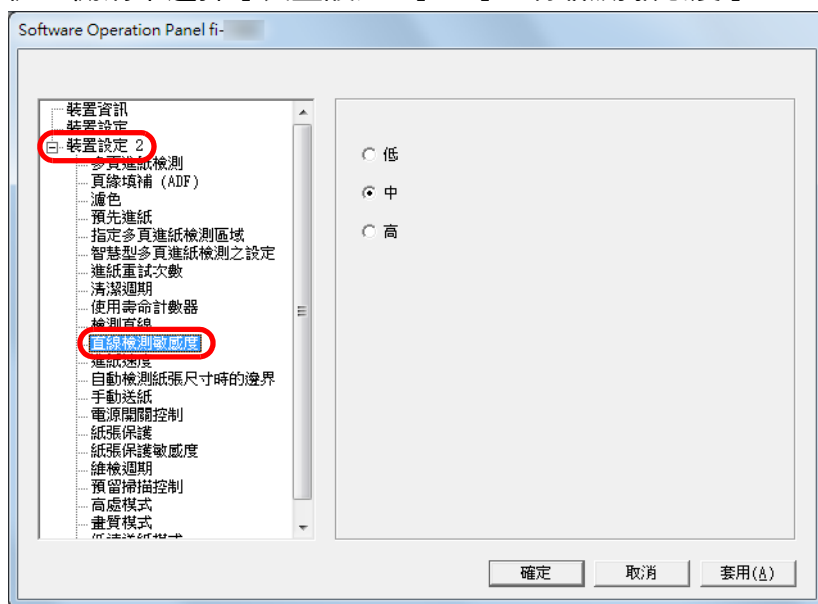 Software Operation Panel fi-
裝置資訊
裝置設定
裝置設定 2
多頁進紙檢測
頁緣填補 (ADF)
濾色
預先進紙
指定多頁進紙檢測區域
智慧型多頁進紙檢測之設定
進紙重試次數
清潔週期
使用壽命計數器
檢測直線
直線檢測敏感度
進紙速度
自動檢測紙張尺寸時的邊界
手動送紙
電源開關控制
紙張保護
紙張保護敏感度
維檢週期
預留掃描控制
高處模式
畫質模式
低速送紙模式
低
中
高
確定
取消
套用(A)